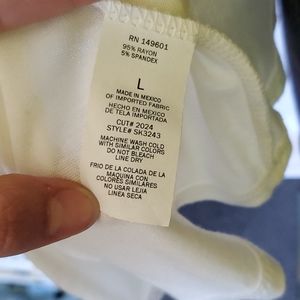 RN 149601
95% RAYON
5% SPANDEX
L
MADE IN MEXICO
OF IMPORTED FABRIC
HECHO EN MEXICO
DE TELA IMPORTADA
CUT# 2024
STYLE# SK3243
MACHINE WASH COLD
WITH SIMILAR COLORS
DO NOT BLEACH
LINE DRY
FRIO DE LA COLADA DE LA
MAQUINA CON
COLORES SIMILARES
NO USAR LEJIA
LINEA SECA